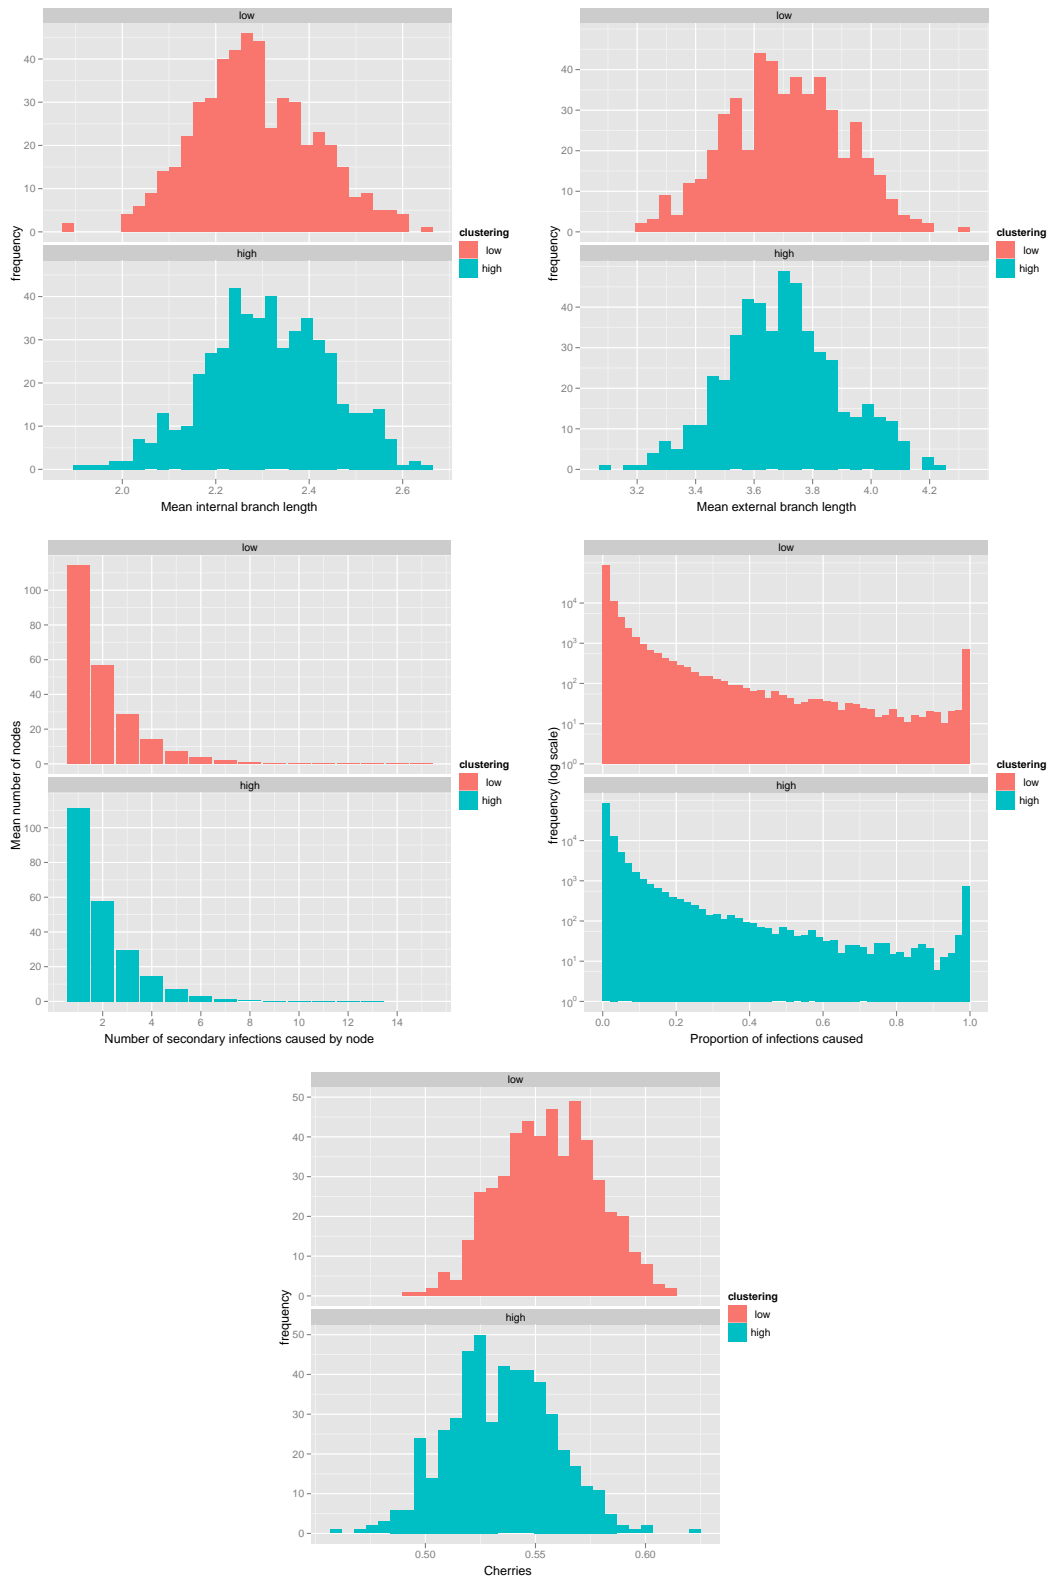 low
40
30
20
10
0
high
40
30
20
10
0
2.0 2.2 2.4 2.6
Mean internal branch length
frequency
clustering
low
high
low
40
30
20
10
0
high
40
30
20
10
0
3.2 3.4 3.6 3.8 4.0 4.2
Mean external branch length
frequency
clustering
low
high
low
100
80
60
40
20
0
high
100
80
60
40
20
0
2 4 6 8 10 12 14
Number of secondary infections caused by node
Mean number of nodes
clustering
low
high
low
10⁴
10³
10²
10¹
10⁰
high
10⁴
10³
10²
10¹
10⁰
0.0 0.2 0.4 0.6 0.8 1.0
Proportion of infections caused
frequency (log scale)
clustering
low
high
low
50
40
30
20
10
0
high
50
40
30
20
10
0
0.50 0.55 0.60
Cherries
frequency
clustering
low
high